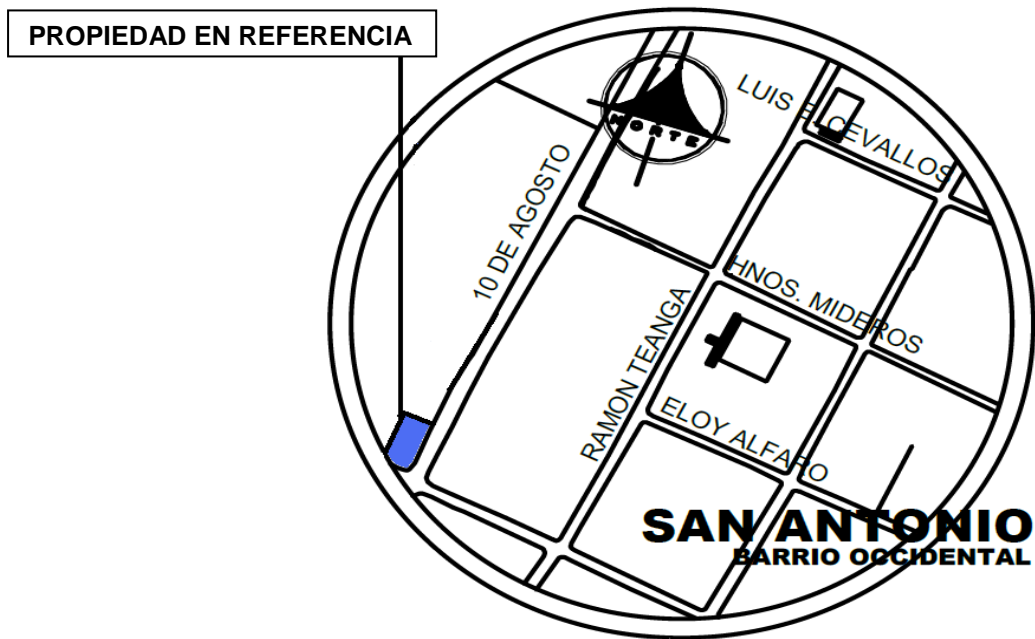 PROPIEDAD EN REFERENCIA
NORTE
LUIS F. CEVALLOS
10 DE AGOSTO
HNOS. MIDEROS
RAMON TEANGA
ELOY ALFARO
SAN ANTONIO
BARRIO OCCIDENTAL